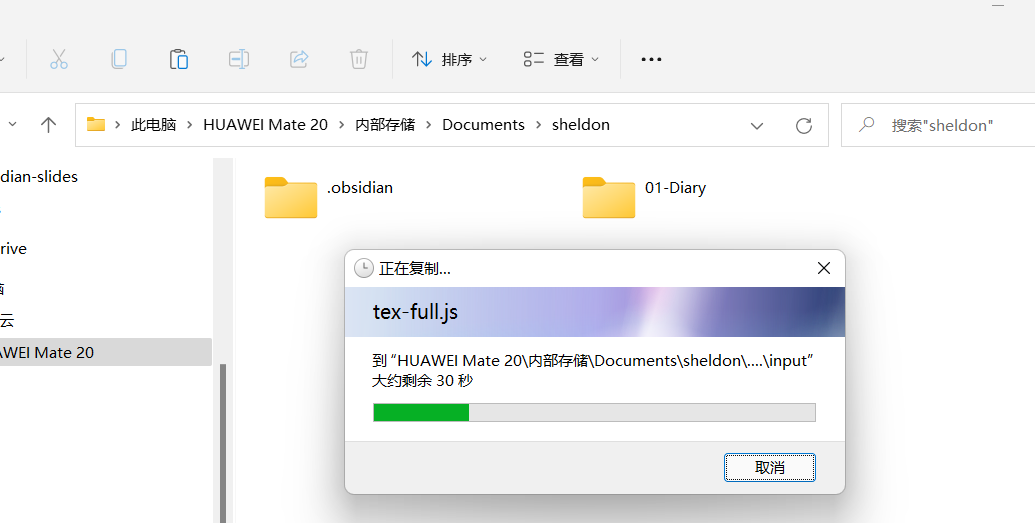 排序
查看
此电脑 > HUAWEI Mate 20 > 内部存储 > Documents > sheldon
搜索"sheldon"
dian-slides
rive
云
WEI Mate 20
.obsidian
01-Diary
正在复制...
tex-full.js
到“HUAWEI Mate 20\内部存储\Documents\sheldon\....\input”
大约剩余 30 秒
取消